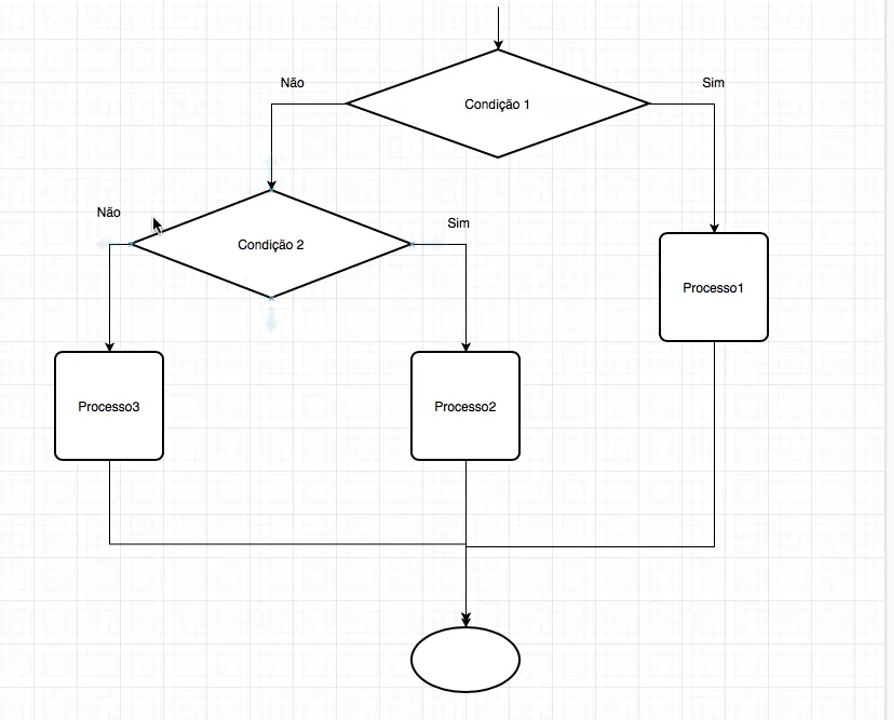 Não
Sim
Condição 1
Não
Sim
Condição 2
Processo1
Processo3
Processo2